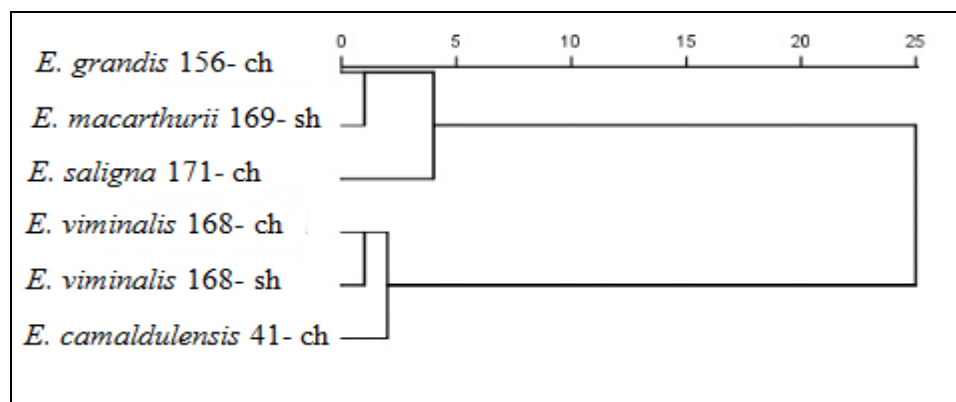 0 5 10 15 20 25
E. grandis 156- ch
E. macarthurii 169- sh
E. saligna 171- ch
E. viminalis 168- ch
E. viminalis 168- sh
E. camaldulensis 41- ch